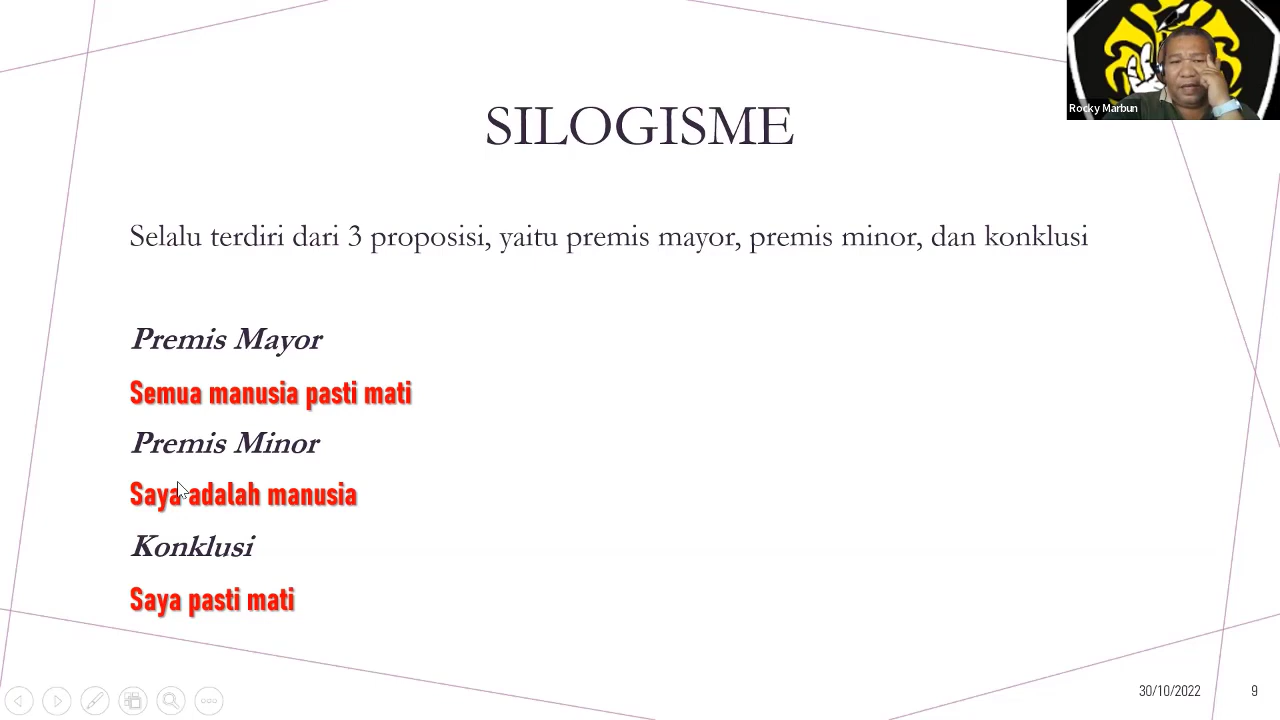 Rocky Marbun
SILOGISME
Selalu terdiri dari 3 proposisi, yaitu premis mayor, premis minor, dan konklusi
Premis Mayor
Semua manusia pasti mati
Premis Minor
Saya adalah manusia
Konklusi
Saya pasti mati
30/10/2022
9